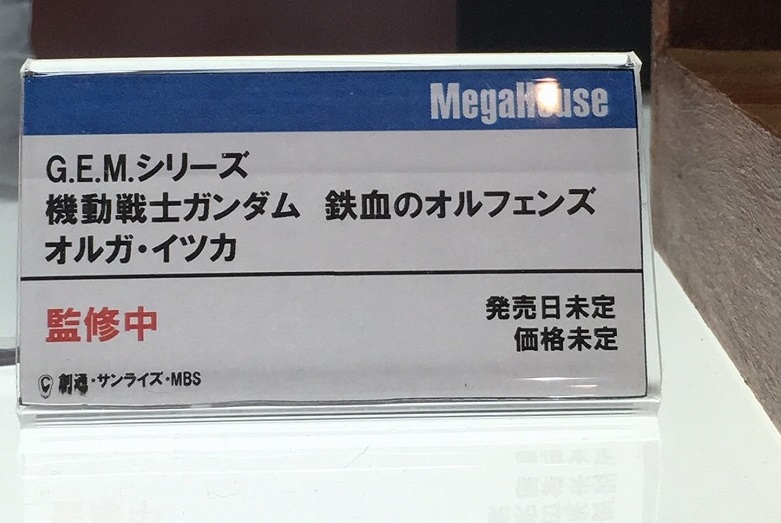 MegaHouse
G.E.M.シリーズ
機動戦士ガンダム 鉄血のオルフェンズ
オルガ・イツカ
監修中
発売日未定
価格未定
© 創通・サンライズ・MBS